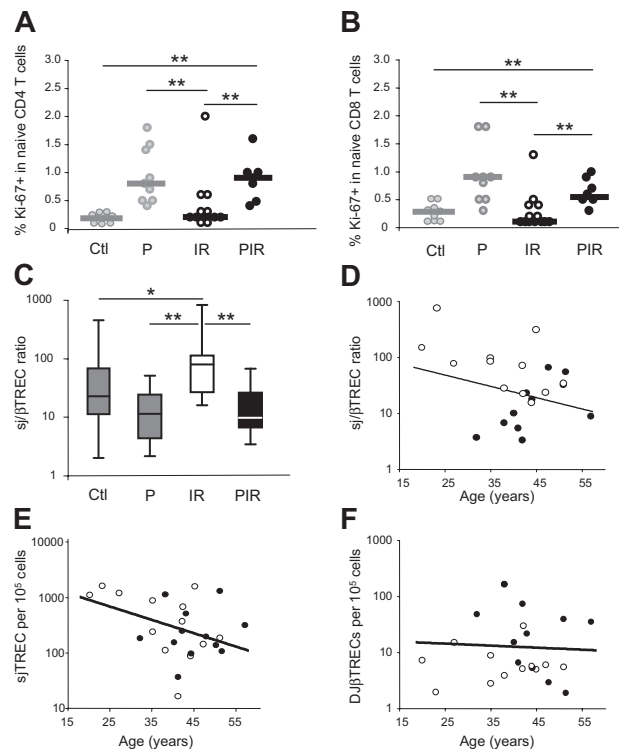 A
% Ki-67+ in naive CD4 T cells
3.0
2.5
2.0
1.5
1.0
0.5
0
**
**
**
Ctl P IR PIR
B
% Ki-67+ in naive CD8 T cells
3.0
2.5
2.0
1.5
1.0
0.5
0
**
**
**
Ctl P IR PIR
C
sj/βTREC ratio
1000
100
10
1
*
**
**
Ctl P IR PIR
D
sj/βTREC ratio
1000
100
10
1
15 25 35 45 55
Age (years)
E
sjTREC per 10⁵ cells
10000
1000
100
10
15 25 35 45 55
Age (years)
F
DJβTRECs per 10⁵ cells
1000
100
10
1
15 25 35 45 55
Age (years)